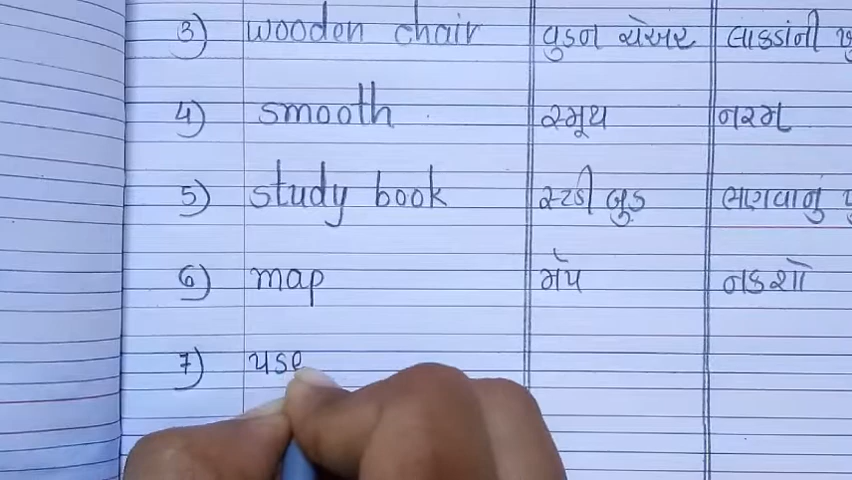 3) wooden chair વુડન ચેઅર લાકડાંની
4) smooth સ્મૂથ નરમ
5) study book સ્ટડી બુક ભણવાનું
6) map મૅપ નકશો
7) use